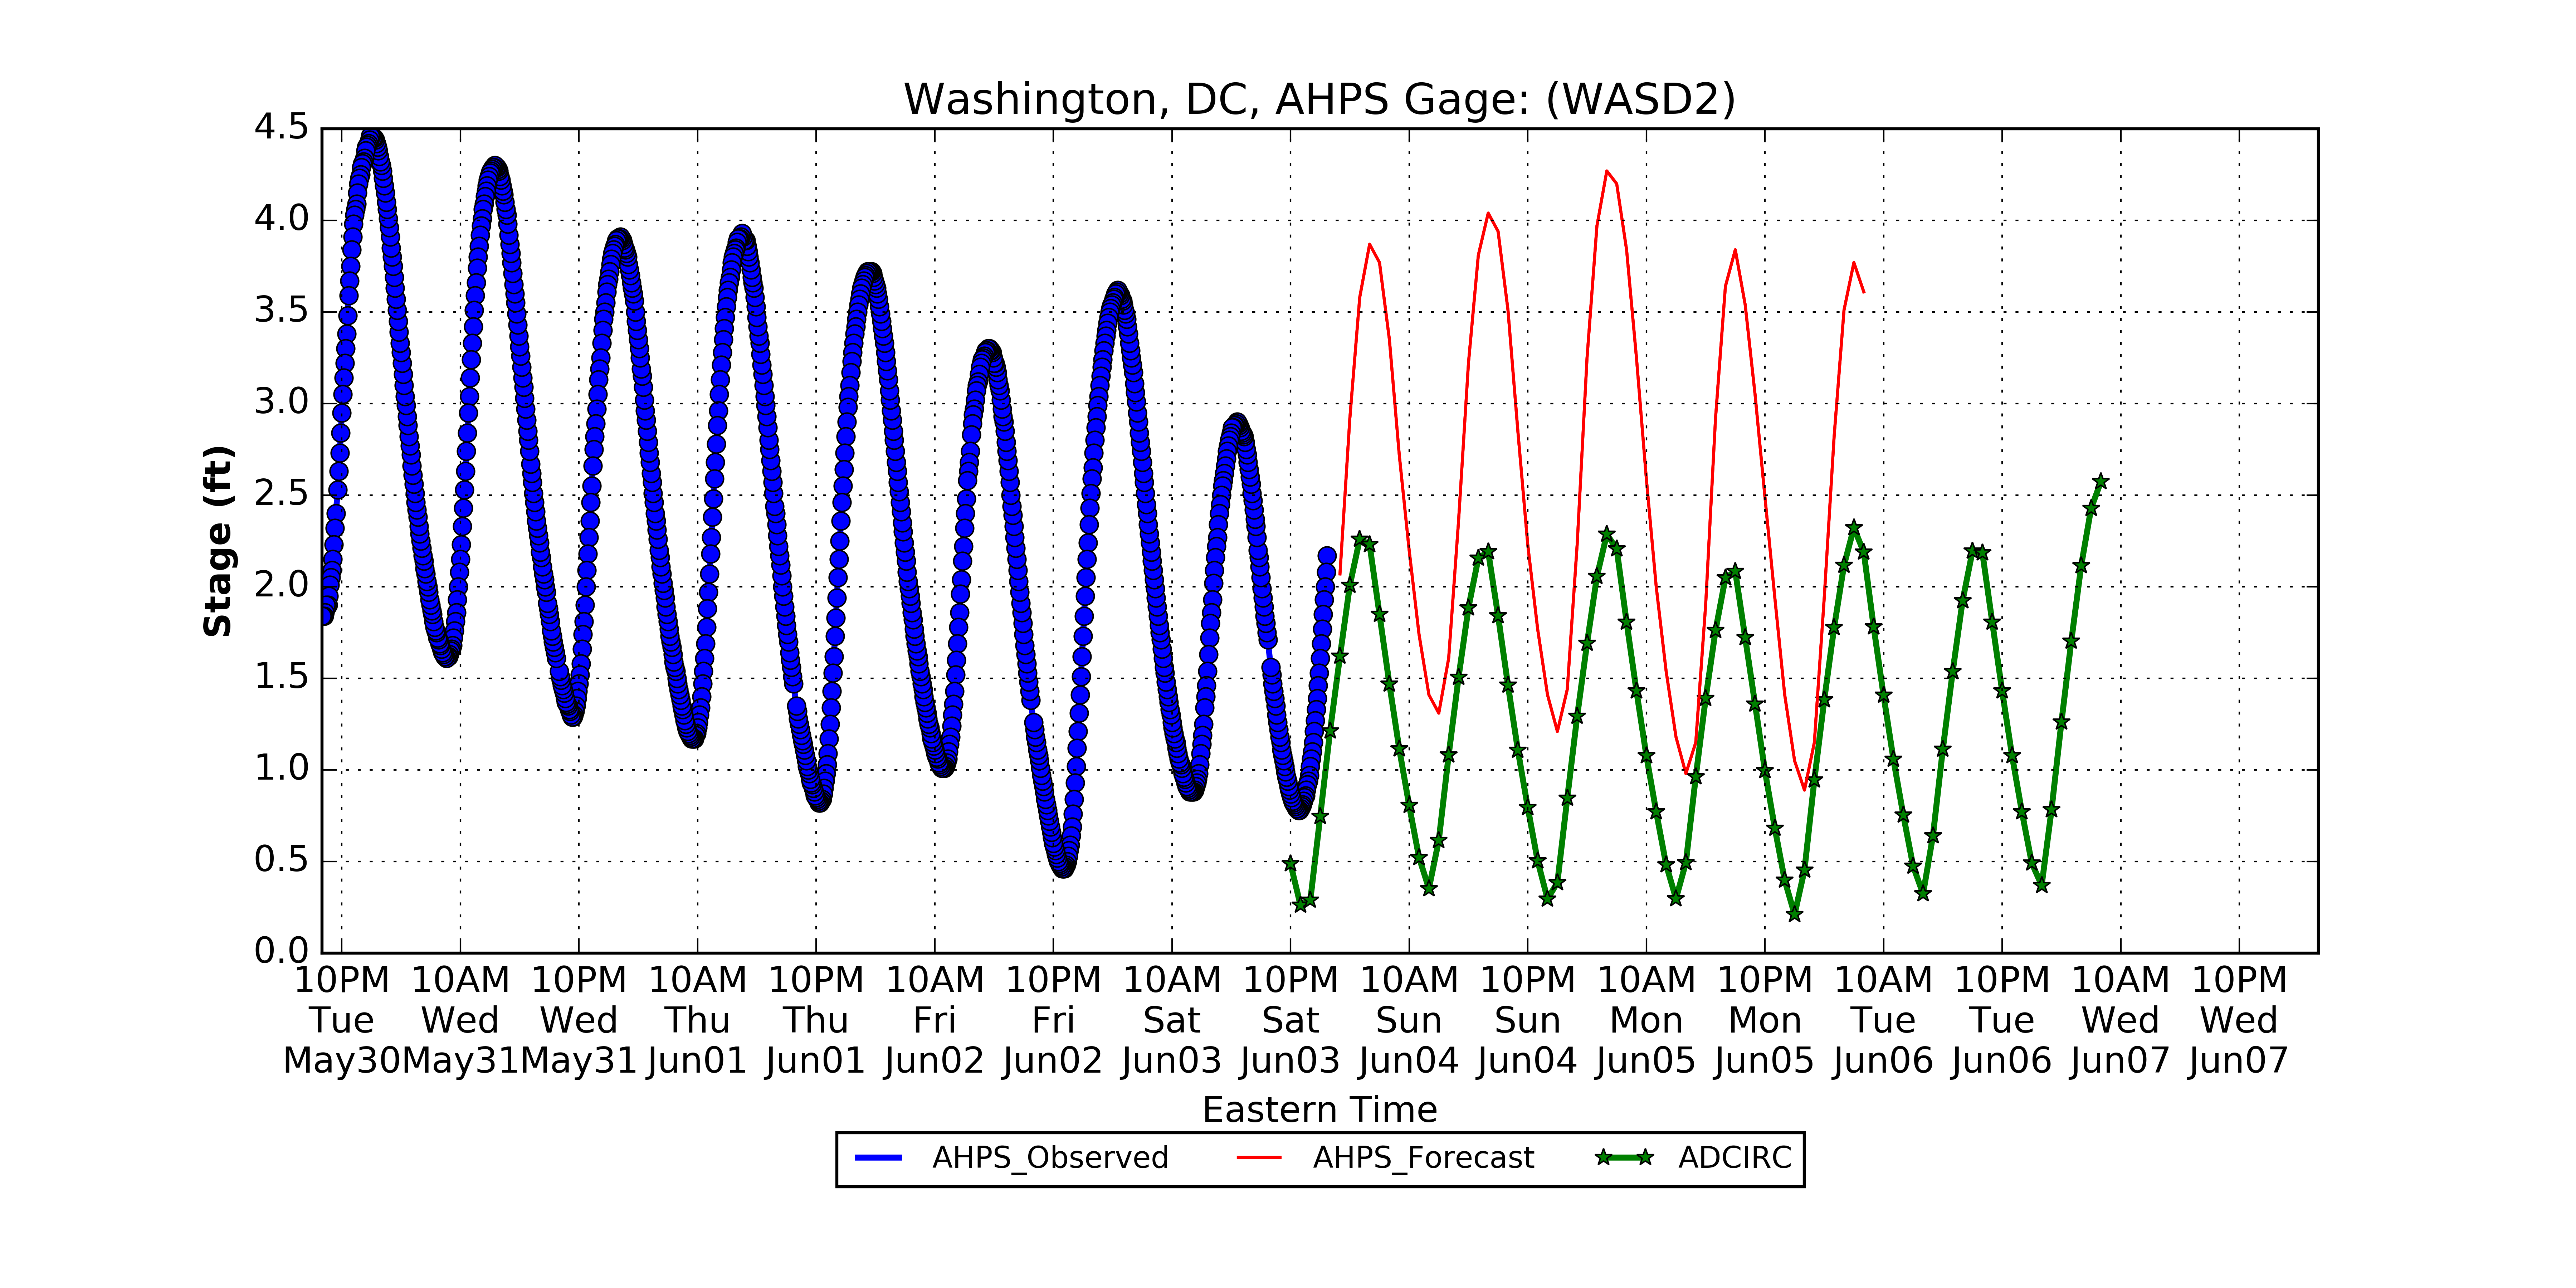 Washington, DC, AHPS Gage: (WASD2)
Stage (ft)
4.5
4.0
3.5
3.0
2.5
2.0
1.5
1.0
0.5
0.0
10PM 10AM 10PM 10AM 10PM 10AM 10PM 10AM 10PM 10AM 10PM 10AM 10PM 10AM 10PM 10AM 10PM
Tue Wed Wed Thu Thu Fri Fri Sat Sat Sun Sun Mon Mon Tue Tue Wed Wed
May30 May31 May31 Jun01 Jun01 Jun02 Jun02 Jun03 Jun03 Jun04 Jun04 Jun05 Jun05 Jun06 Jun06 Jun07 Jun07
Eastern Time
AHPS_Observed AHPS_Forecast ADCIRC